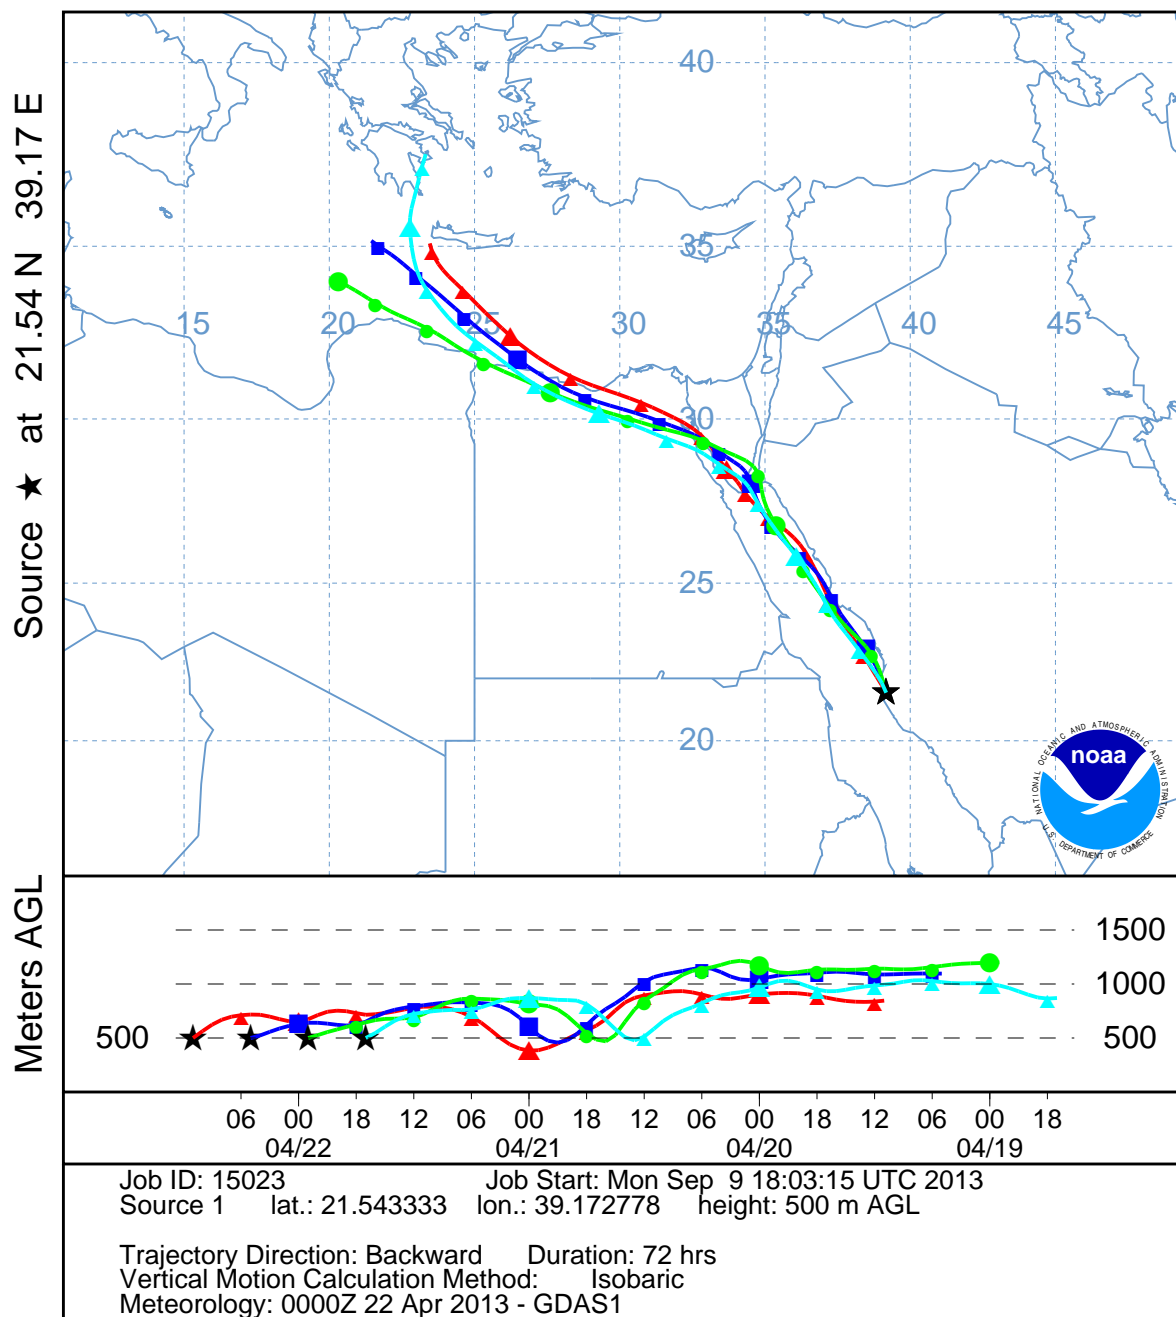 Source ★ at 21.54 N 39.17 E
40
35
15 20 25 30 35 40 45
30
25
20
NATIONAL OCEANIC AND ATMOSPHERIC ADMINISTRATION
noaa
U.S. DEPARTMENT OF COMMERCE
Meters AGL
1500
1000
500 500
06 00 18 12 06 00 18 12 06 00 18 12 06 00 18
04/22 04/21 04/20 04/19
Job ID: 15023 Job Start: Mon Sep 9 18:03:15 UTC 2013
Source 1 lat.: 21.543333 lon.: 39.172778 height: 500 m AGL
Trajectory Direction: Backward Duration: 72 hrs
Vertical Motion Calculation Method: Isobaric
Meteorology: 0000Z 22 Apr 2013 - GDAS1